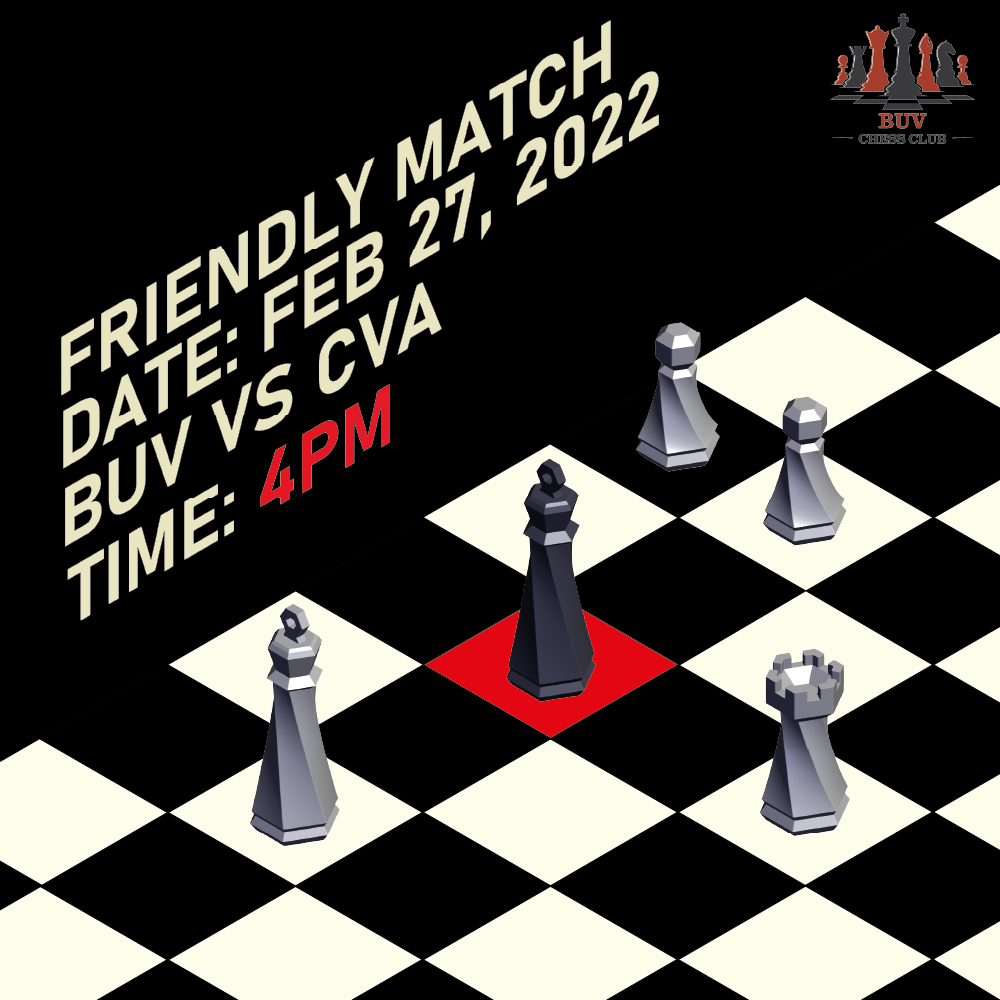 FRIENDLY MATCH
DATE: FEB 27, 2022
BUV VS CVA
TIME: 4PM
BUV
CHESS CLUB